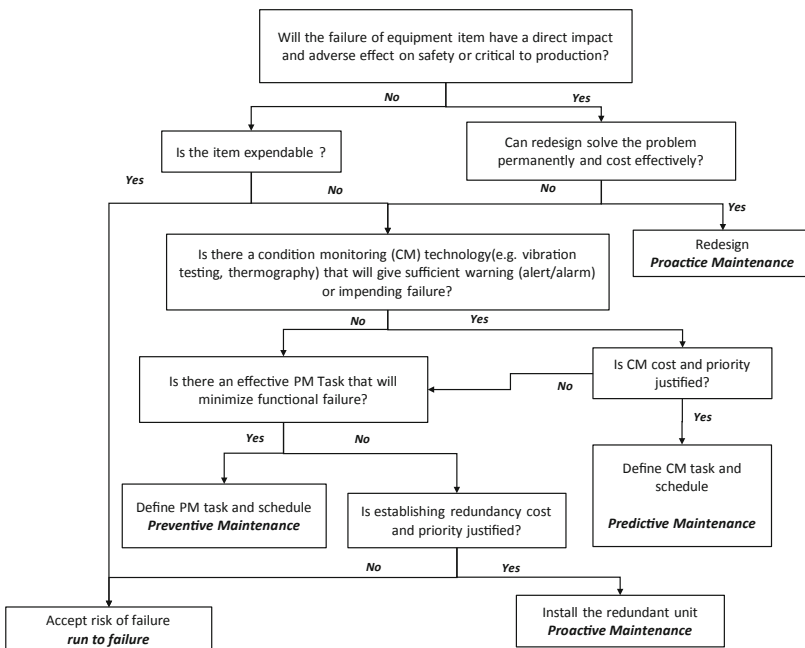 Will the failure of equipment item have a direct impact
and adverse effect on safety or critical to production?
No
Yes
Is the item expendable ?
Can redesign solve the problem
permanently and cost effectively?
Yes
No
No
Yes
Redesign
Proactice Maintenance
Is there a condition monitoring (CM) technology(e.g. vibration
testing, thermography) that will give sufficient warning (alert/alarm)
or impending failure?
No
Yes
Is there an effective PM Task that will
minimize functional failure?
No
Is CM cost and priority
justified?
Yes
No
Yes
Define PM task and schedule
Preventive Maintenance
Is establishing redundancy cost
and priority justified?
Define CM task and
schedule
Predictive Maintenance
No
Yes
Accept risk of failure
run to failure
Install the redundant unit
Proactive Maintenance